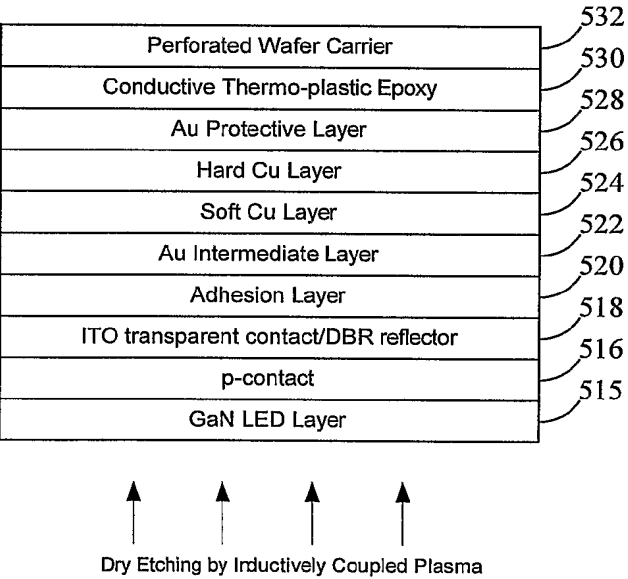 532
Perforated Wafer Carrier
530
Conductive Thermo-plastic Epoxy
528
Au Protective Layer
526
Hard Cu Layer
524
Soft Cu Layer
522
Au Intermediate Layer
520
Adhesion Layer
518
ITO transparent contact/DBR reflector
516
p-contact
515
GaN LED Layer
Dry Etching by Inductively Coupled Plasma